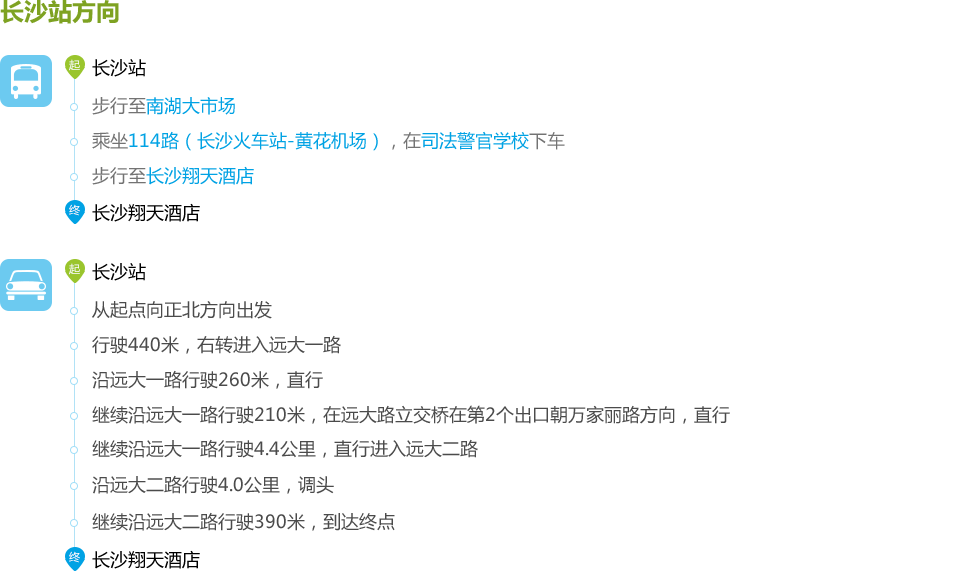 长沙站方向
起 长沙站
步行至南湖大市场
乘坐114路（长沙火车站-黄花机场），在司法警官学校下车
步行至长沙翔天酒店
终 长沙翔天酒店
起 长沙站
从起点向正北方向出发
行驶440米，右转进入远大一路
沿远大一路行驶260米，直行
继续沿远大一路行驶210米，在远大路立交桥在第2个出口朝万家丽路方向，直行
继续沿远大一路行驶4.4公里，直行进入远大二路
沿远大二路行驶4.0公里，调头
继续沿远大二路行驶390米，到达终点
终 长沙翔天酒店